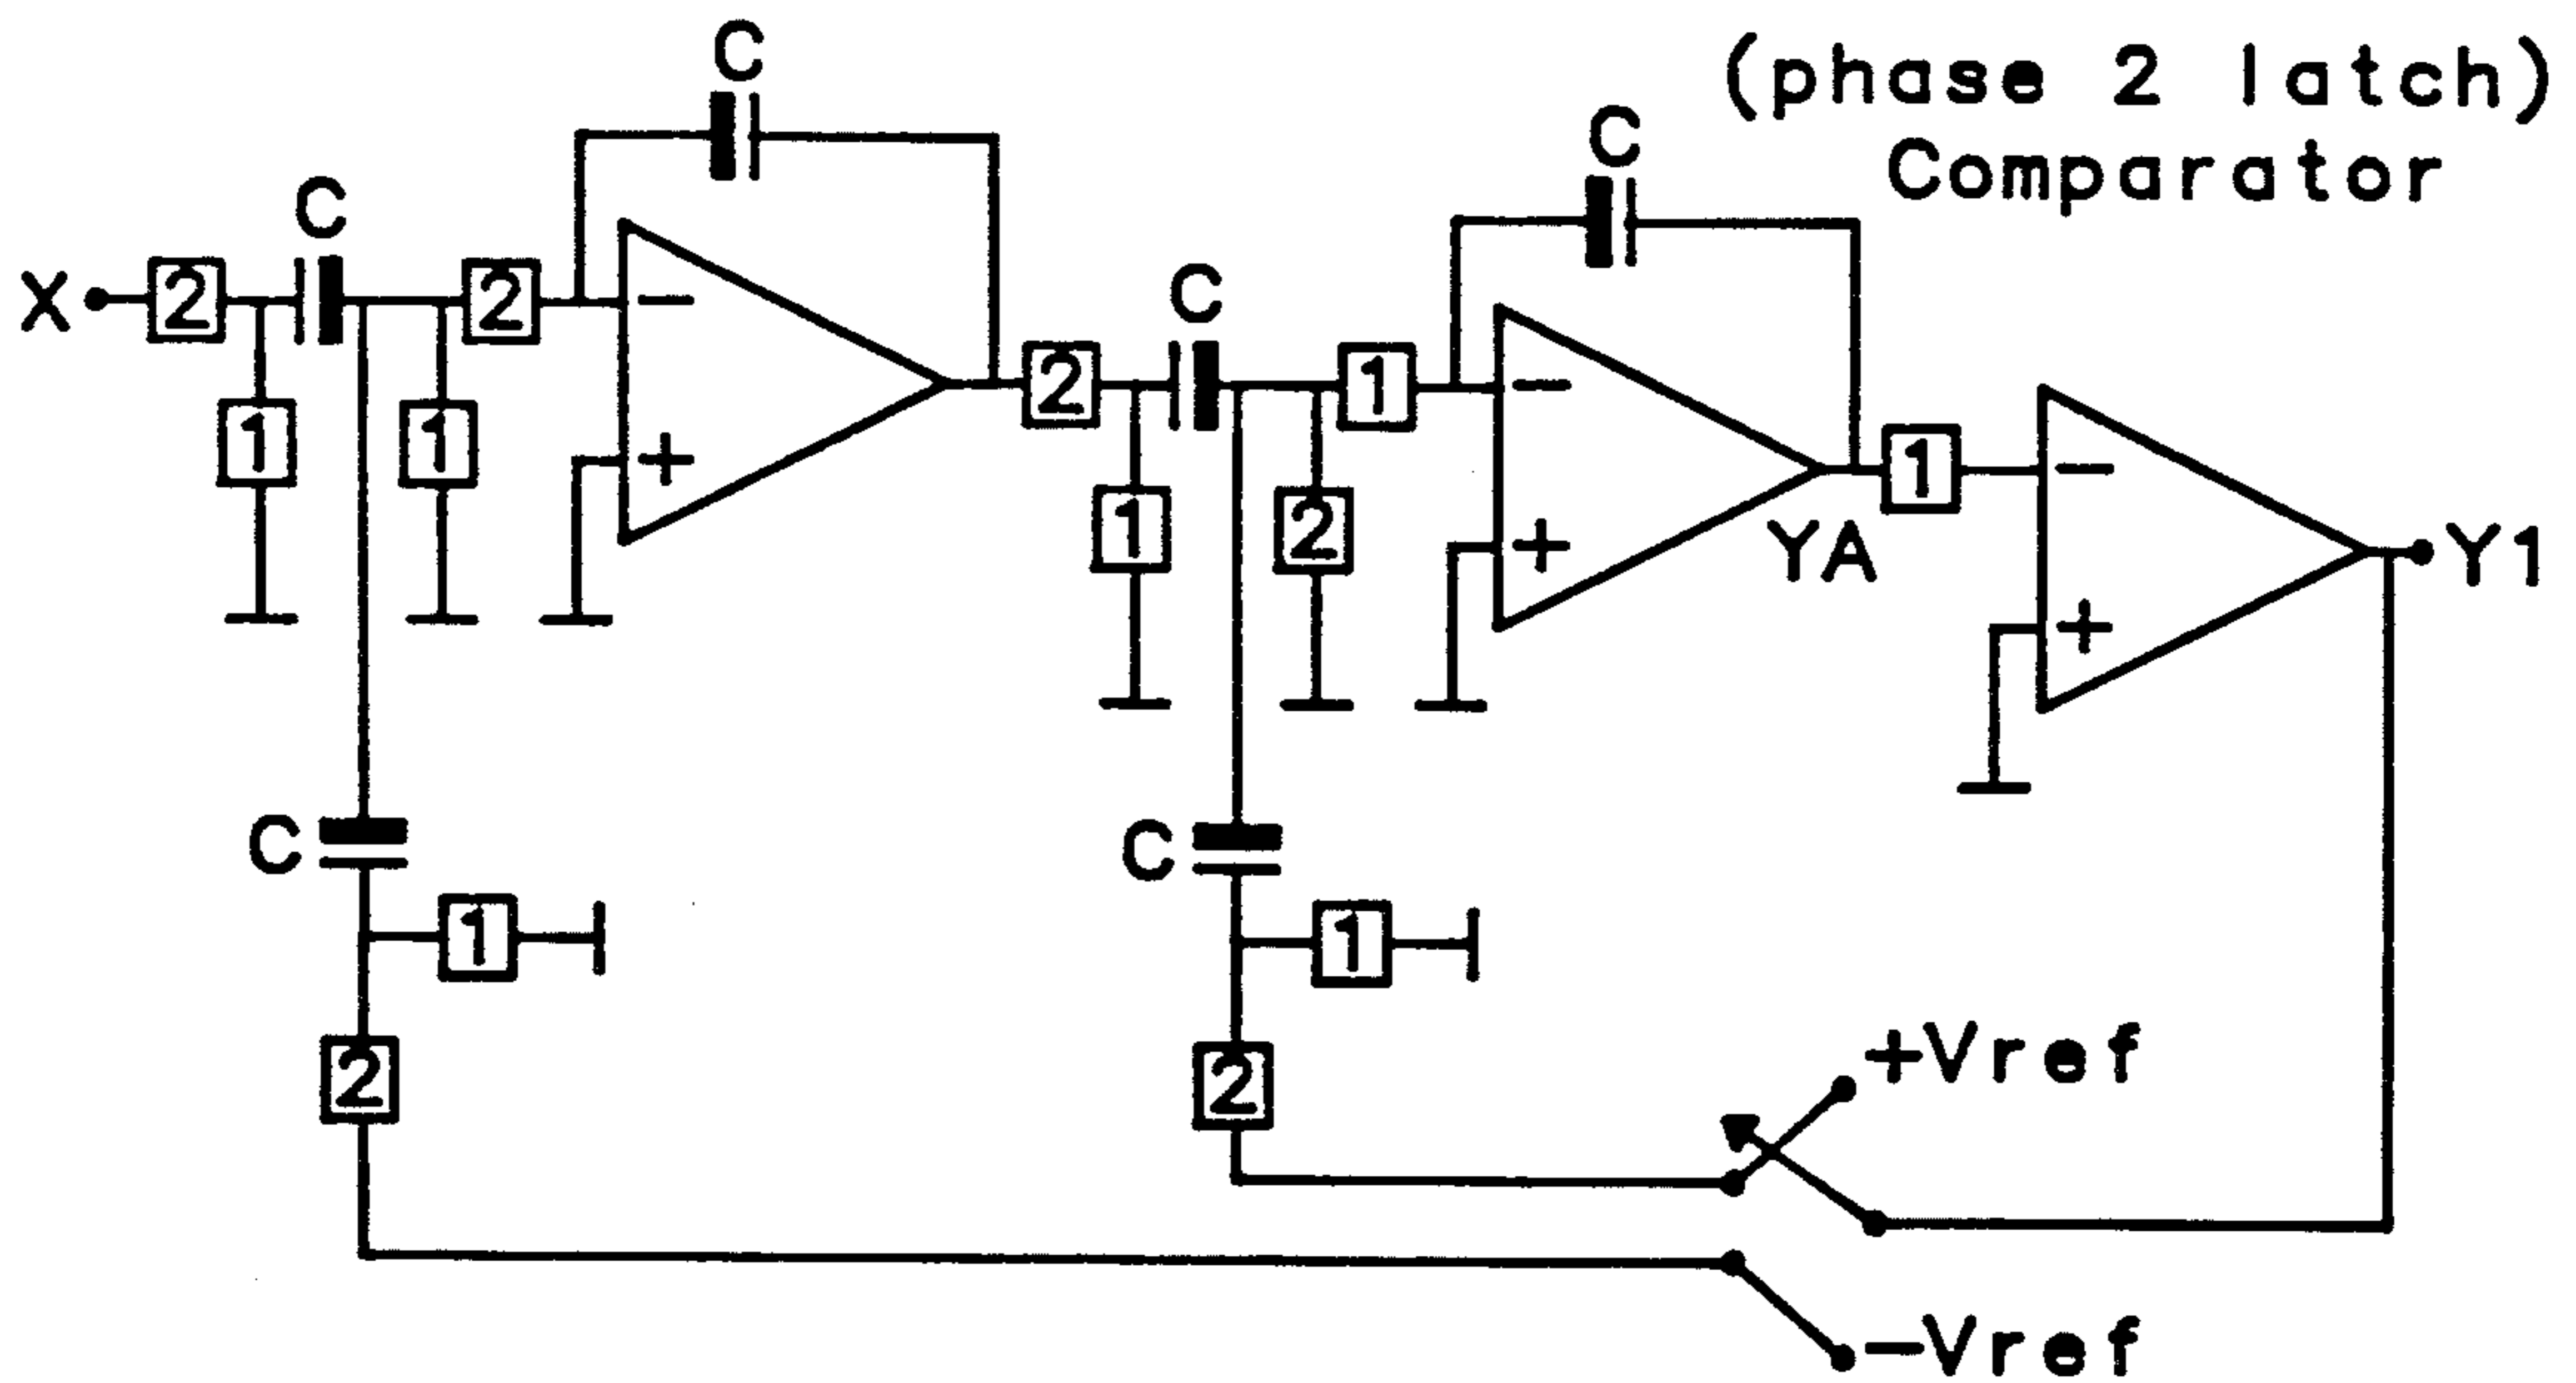 (phase 2 latch)
Comparator
C
C
C
C
X
2
2
−
2
1
−
1
−
1
1
+
1
2
+
YA
+
Y1
C
C
1
1
2
2
+Vref
−Vref